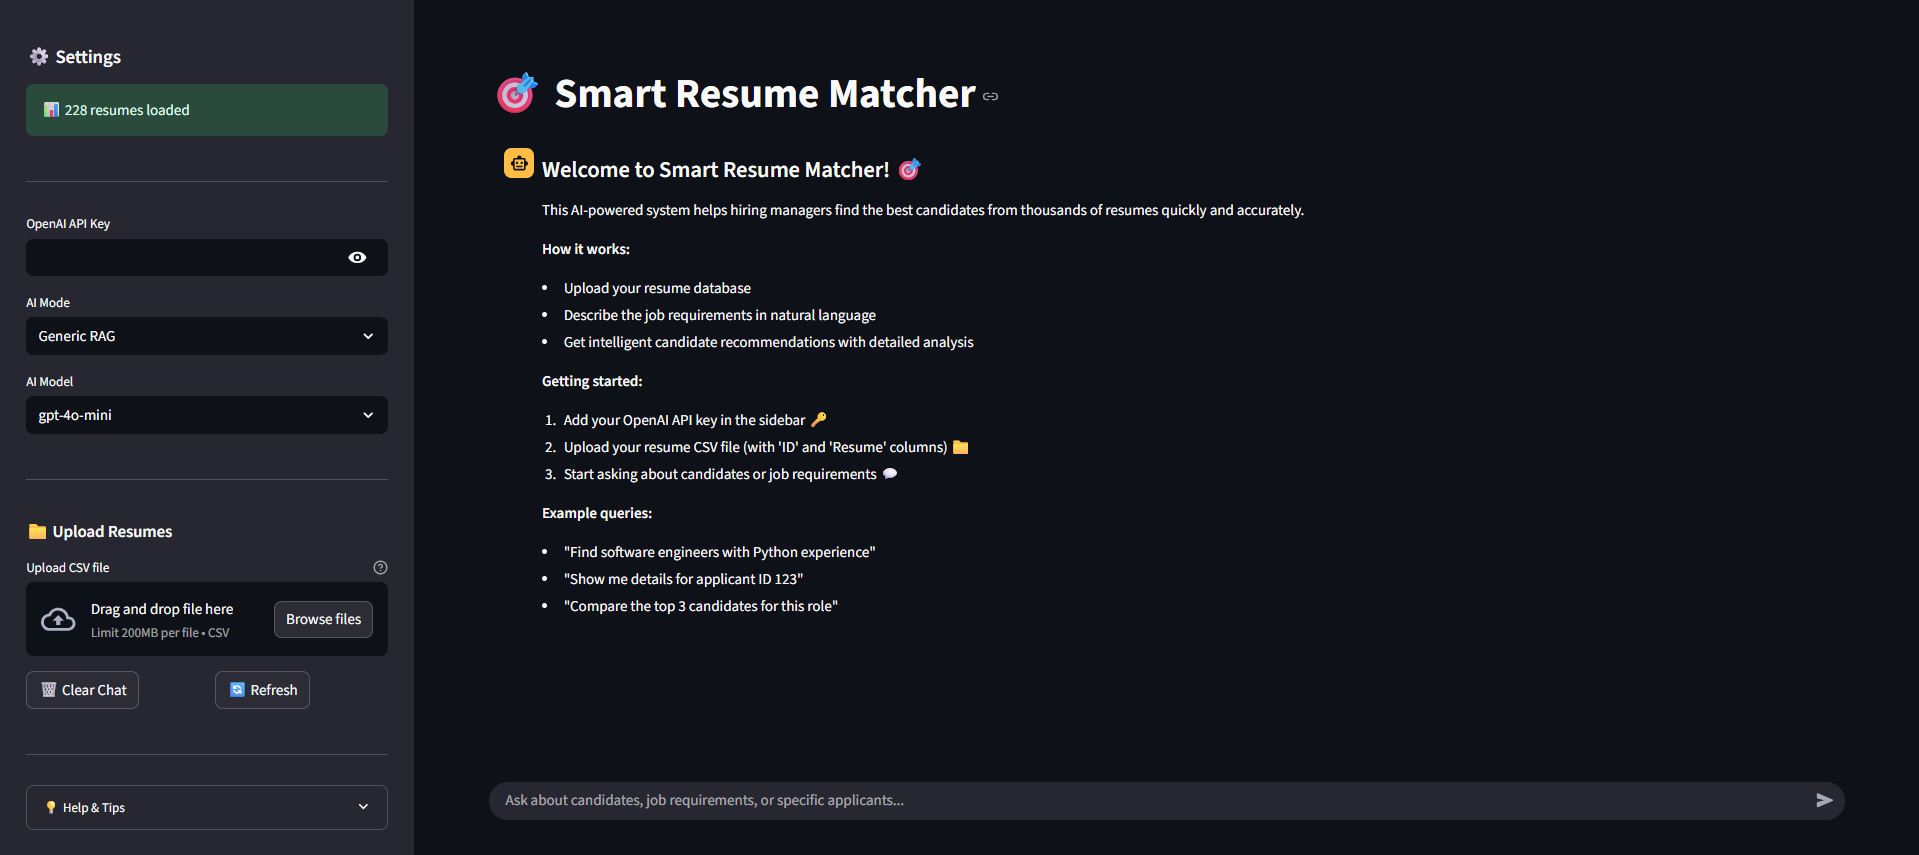 Settings
228 resumes loaded
OpenAI API Key
AI Mode
Generic RAG
AI Model
gpt-4o-mini
Upload Resumes
Upload CSV file
Drag and drop file here
Limit 200MB per file • CSV
Browse files
Clear Chat
Refresh
Help & Tips
Smart Resume Matcher
Welcome to Smart Resume Matcher!
This AI-powered system helps hiring managers find the best candidates from thousands of resumes quickly and accurately.
How it works:
• Upload your resume database
• Describe the job requirements in natural language
• Get intelligent candidate recommendations with detailed analysis
Getting started:
1. Add your OpenAI API key in the sidebar
2. Upload your resume CSV file (with 'ID' and 'Resume' columns)
3. Start asking about candidates or job requirements
Example queries:
• "Find software engineers with Python experience"
• "Show me details for applicant ID 123"
• "Compare the top 3 candidates for this role"
Ask about candidates, job requirements, or specific applicants...